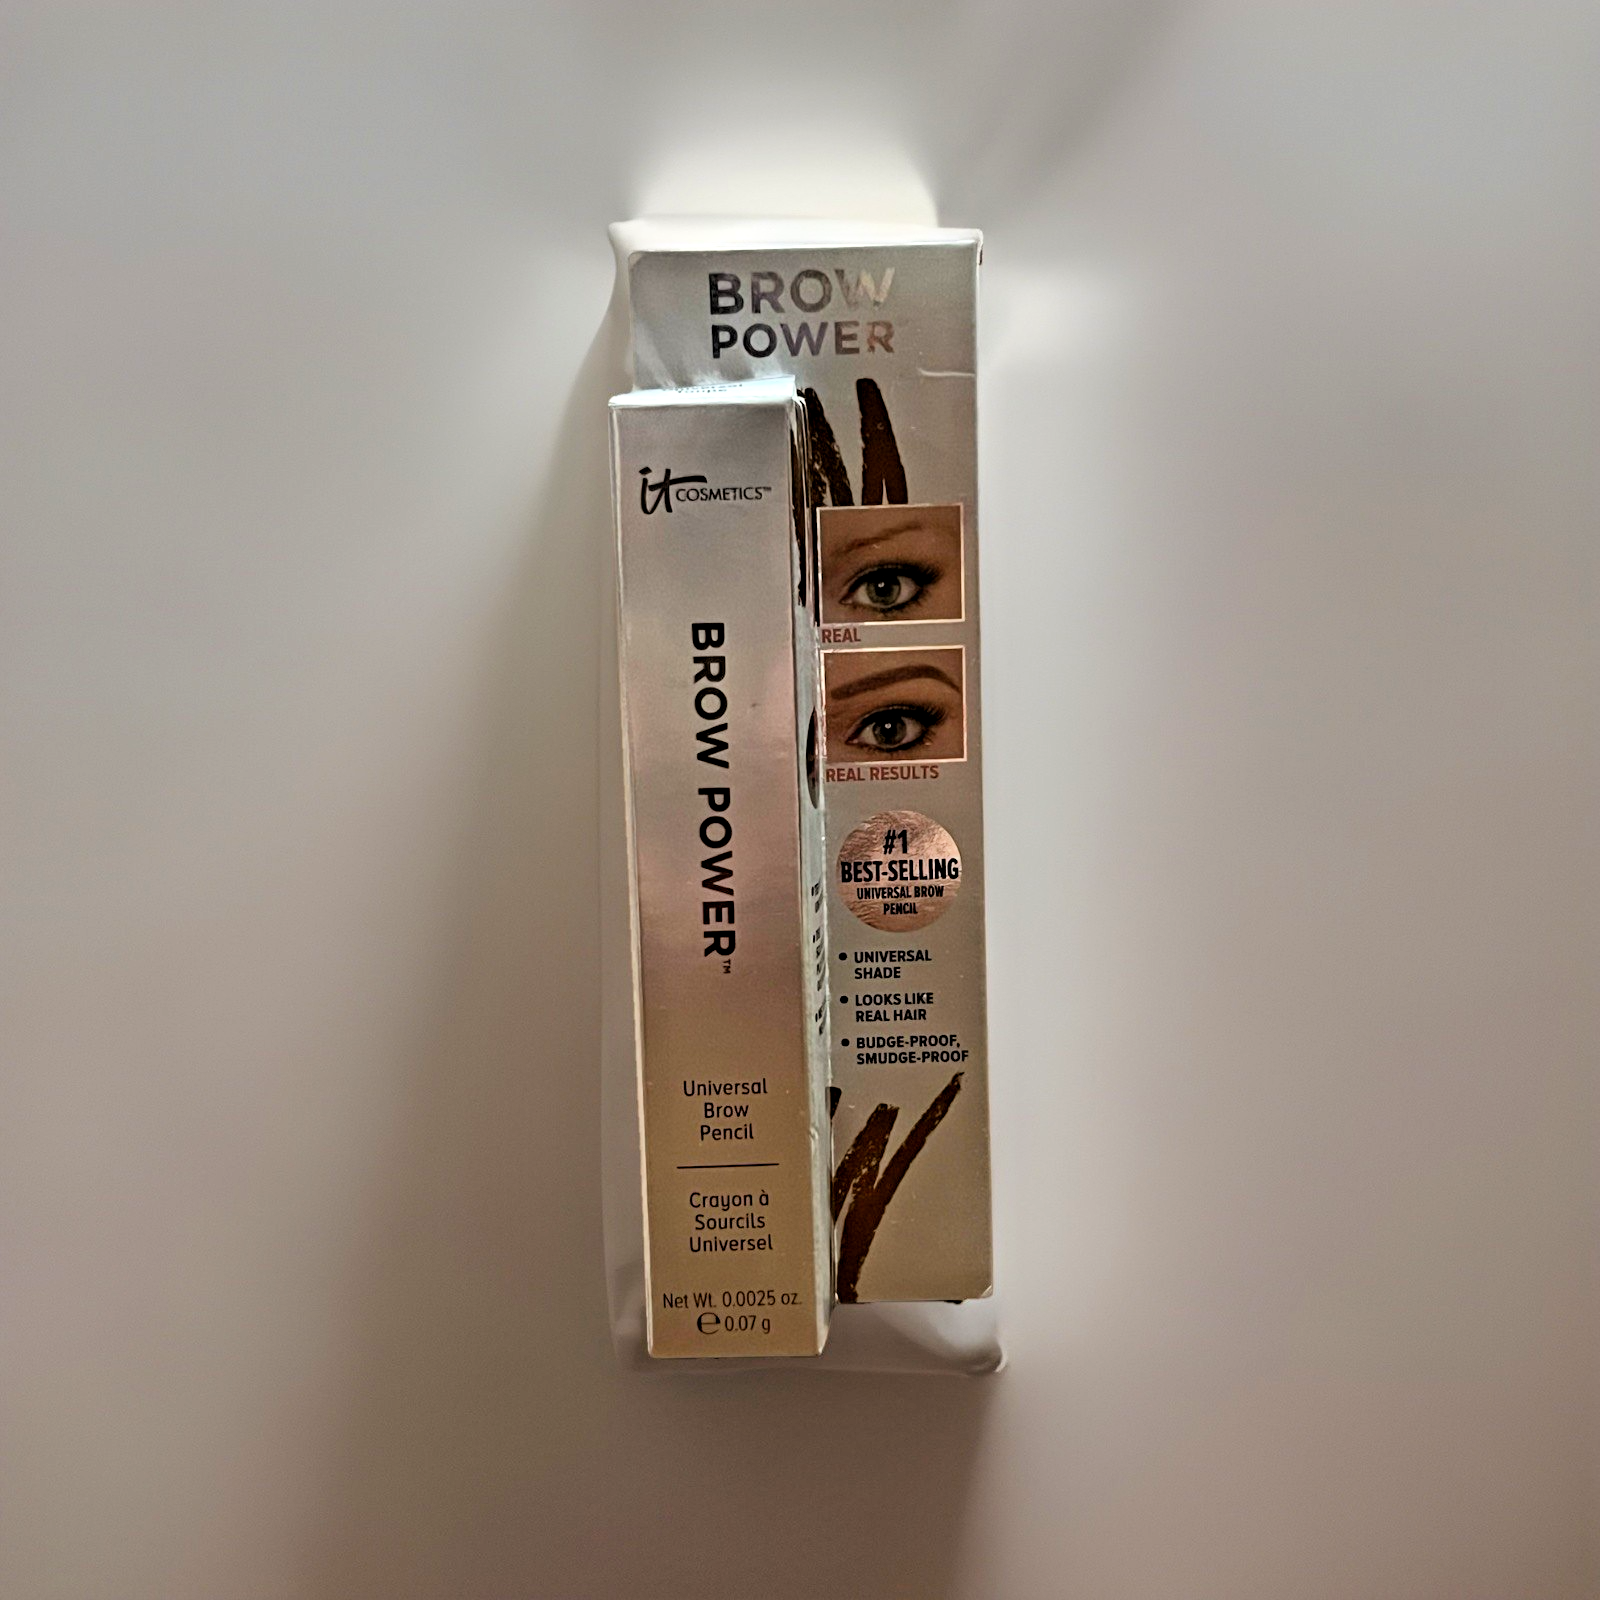 BROW
POWER
it COSMETICS™
BROW POWER™
Universal
Brow
Pencil
Crayon à
Sourcils
Universel
Net Wt. 0.0025 oz.
℮ 0.07 g
REAL
REAL RESULTS
#1
BEST-SELLING
UNIVERSAL BROW
PENCIL
• UNIVERSAL
SHADE
• LOOKS LIKE
REAL HAIR
• BUDGE-PROOF,
SMUDGE-PROOF